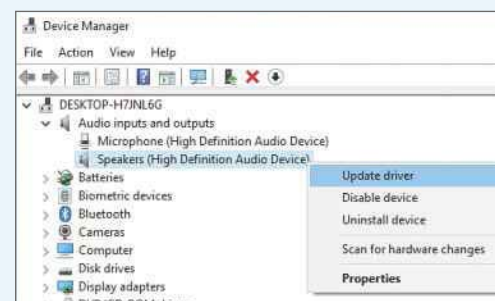 Device Manager
File Action View Help
DESKTOP-H7JNL6G
Audio inputs and outputs
Microphone (High Definition Audio Device)
Speakers (High Definition Audio Device)
Update driver
Batteries
Disable device
Biometric devices
Uninstall device
Bluetooth
Cameras
Scan for hardware changes
Computer
Disk drives
Properties
Display adapters